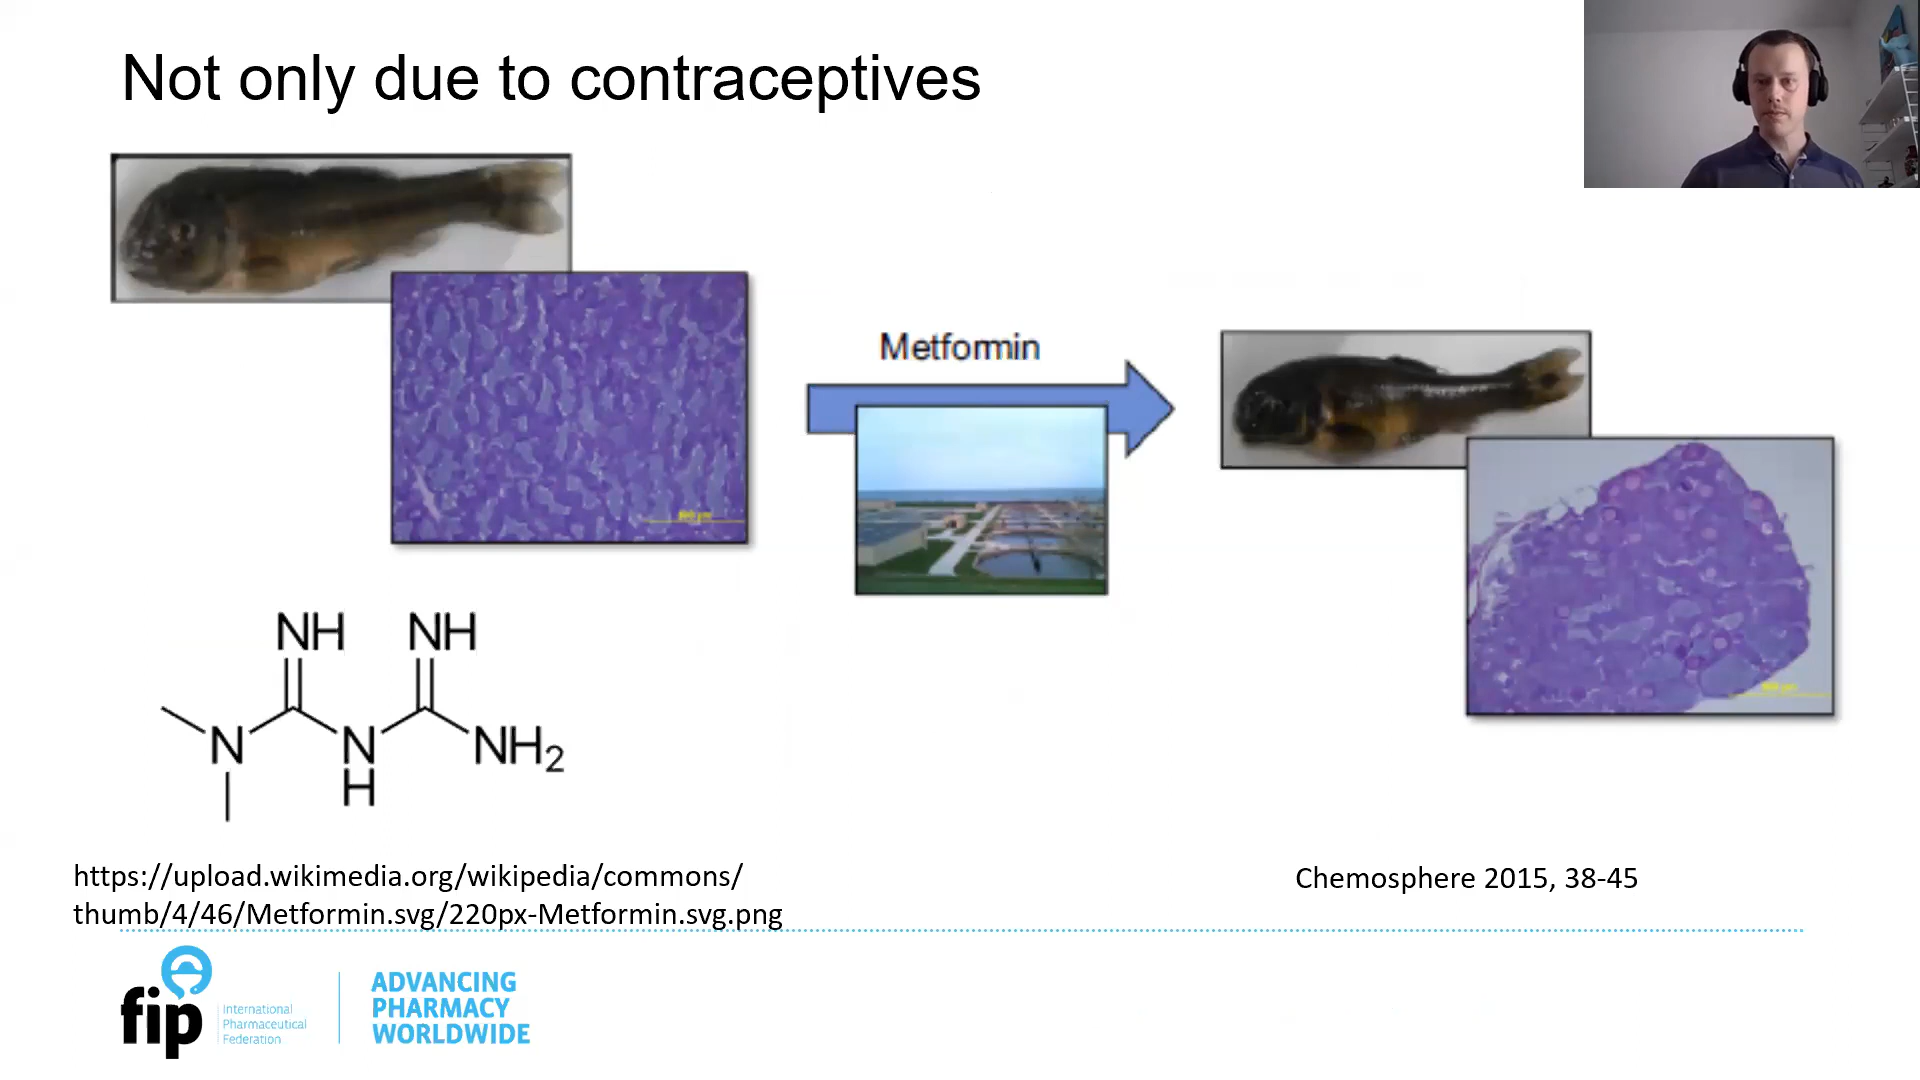 Not only due to contraceptives
Metformin
NH NH
N N NH2
H
https://upload.wikimedia.org/wikipedia/commons/
thumb/4/46/Metformin.svg/220px-Metformin.svg.png
Chemosphere 2015, 38-45
fip
International
Pharmaceutical
Federation
ADVANCING
PHARMACY
WORLDWIDE